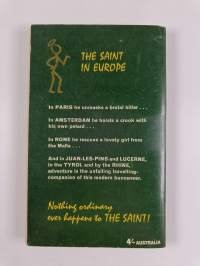 THE SAINT
IN EUROPE
In PARIS he unmasks a brutal killer . . .
In AMSTERDAM he hoists a crook with
his own petard . . .
In ROME he rescues a lovely girl from
the Mafia . . .
And in JUAN-LES-PINS and LUCERNE,
in the TYROL and by the RHINE,
adventure is the unfailing travelling-
companion of this modern buccaneer.
Nothing ordinary
ever happens to THE SAINT!
4/- AUSTRALIA